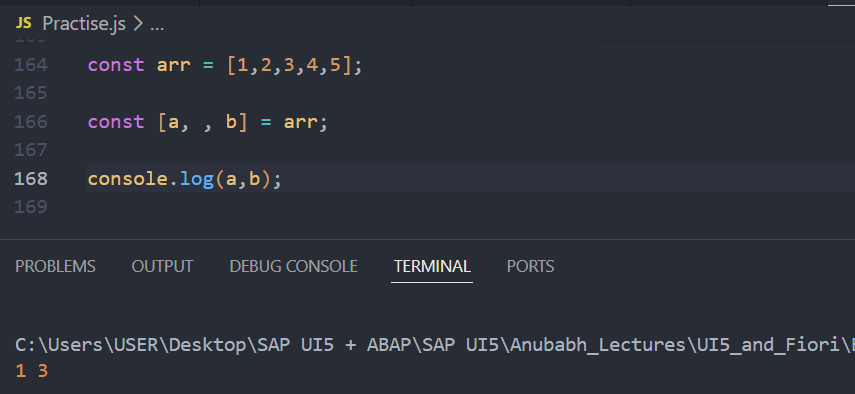 JS Practise.js > ...
164 const arr = [1,2,3,4,5];
165
166 const [a, , b] = arr;
167
168 console.log(a,b);
169
PROBLEMS OUTPUT DEBUG CONSOLE TERMINAL PORTS
C:\Users\USER\Desktop\SAP UI5 + ABAP\SAP UI5\Anubabh_Lectures\UI5_and_Fiori\
1 3